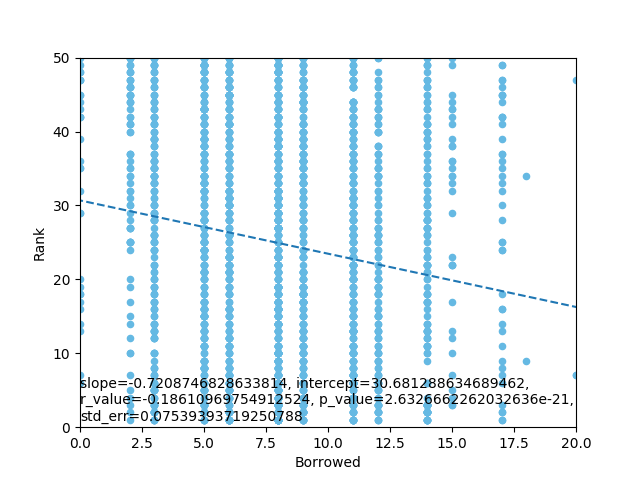 50
40
30
20
10
0
Rank
slope=-0.7208746828633814, intercept=30.681288634689462,
r_value=-0.18610969754912524, p_value=2.6326662262032636e-21,
std_err=0.07539393719250788
0.0 2.5 5.0 7.5 10.0 12.5 15.0 17.5 20.0
Borrowed